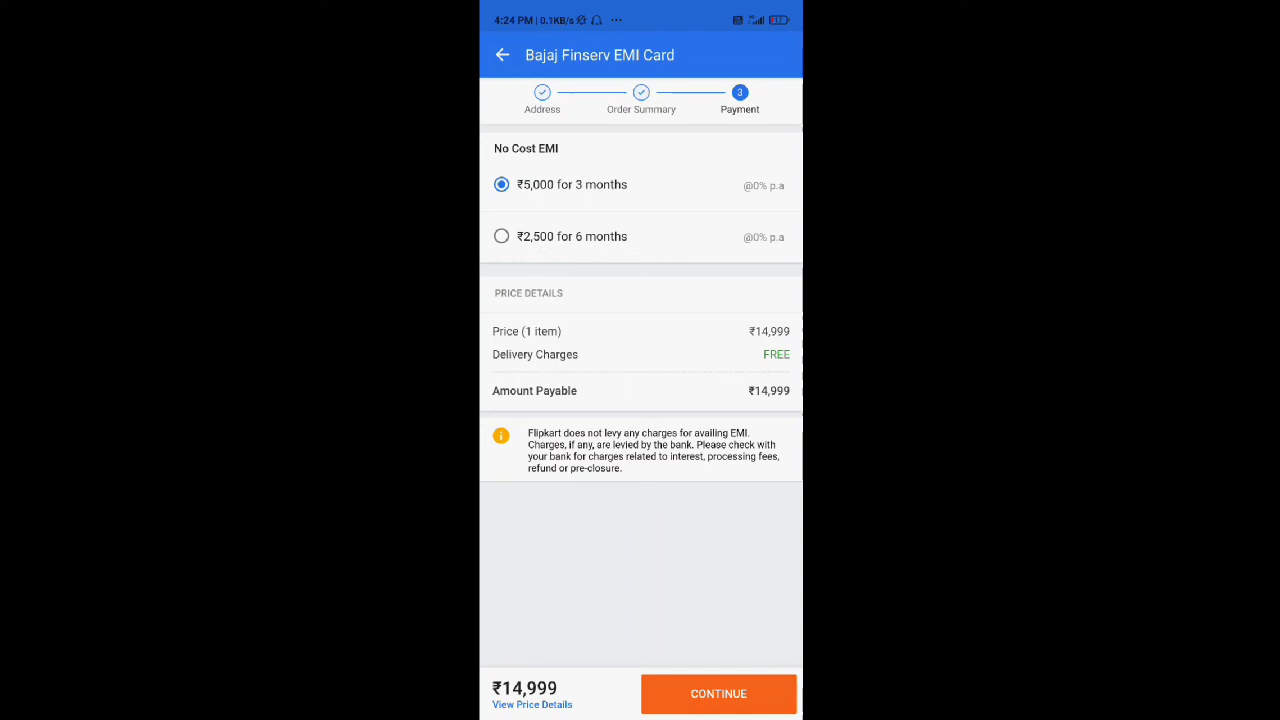 4:24 PM | 0.1KB/s
Bajaj Finserv EMI Card
3
Address Order Summary Payment
No Cost EMI
₹5,000 for 3 months @0% p.a
₹2,500 for 6 months @0% p.a
PRICE DETAILS
Price (1 item) ₹14,999
Delivery Charges FREE
Amount Payable ₹14,999
Flipkart does not levy any charges for availing EMI.
Charges, if any, are levied by the bank. Please check with
your bank for charges related to interest, processing fees,
refund or pre-closure.
₹14,999
View Price Details
CONTINUE